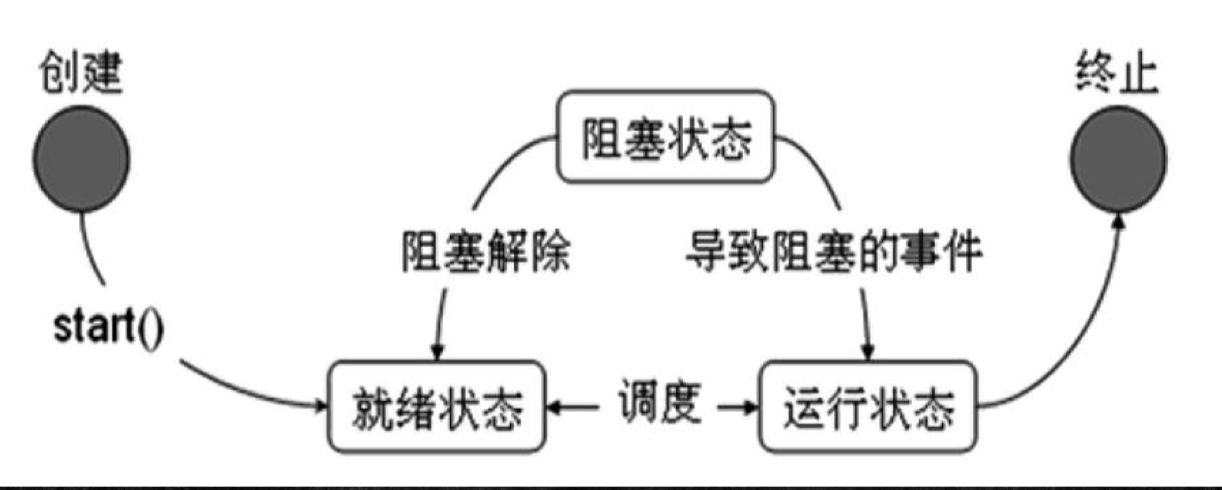 创建
终止
阻塞状态
阻塞解除
导致阻塞的事件
start()
就绪状态
调度
运行状态